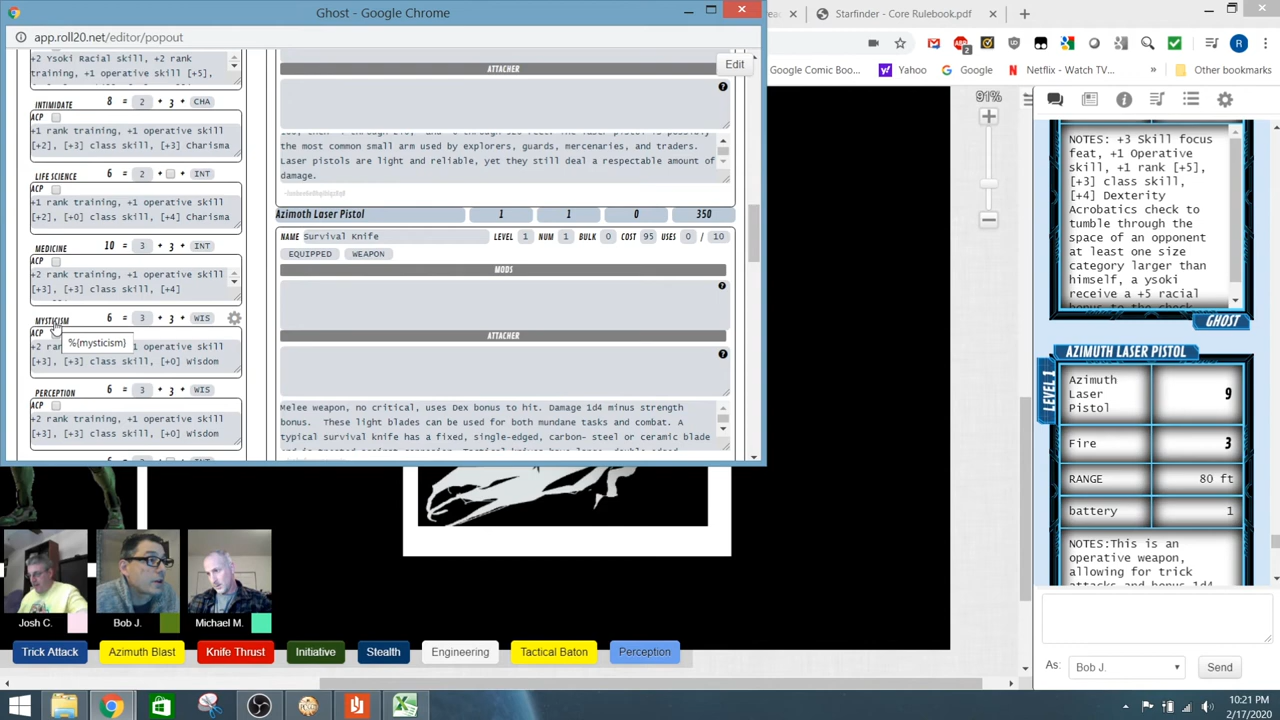 Ghost - Google Chrome
app.roll20.net/editor/popout
Starfinder - Core Rulebook.pdf
Google Comic Boo...
Yahoo
Google
Netflix - Watch TV...
Other bookmarks
Edit
+2 Ysoki Racial skill, +2 rank
training, +1 operative skill [+5],
INTIMIDATE 8 = 2 + 3 + CHA
ACP
+1 rank training, +1 operative skill
[+2], [+3] class skill, [+3] Charisma
LIFE SCIENCE 6 = 2 + + INT
ACP
+1 rank training, +1 operative skill
[+2], [+0] class skill, [+4] Charisma
MEDICINE 10 = 3 + 3 + INT
ACP
+2 rank training, +1 operative skill
[+3], [+3] class skill, [+4]
MYSTICISM 6 = 3 + 3 + WIS
ACP
%{mysticism}
rank training, +1 operative skill
[+3], [+3] class skill, [+0] Wisdom
PERCEPTION 6 = 3 + 3 + WIS
ACP
+2 rank training, +1 operative skill
[+3], [+3] class skill, [+0] Wisdom
ATTACHER
the most common small arm used by explorers, guards, mercenaries, and traders.
Laser pistols are light and reliable, yet they still deal a respectable amount of
damage.
Azimoth Laser Pistol 1 1 0 350
NAME Survival Knife LEVEL 1 NUM 1 BULK 0 COST 95 USES 0 / 10
EQUIPPED WEAPON
MODS
ATTACHER
Melee weapon, no critical, uses Dex bonus to hit. Damage 1d4 minus strength
bonus. These light blades can be used for both mundane tasks and combat. A
typical survival knife has a fixed, single-edged, carbon- steel or ceramic blade
91%
NOTES: +3 Skill focus
feat, +1 Operative
skill, +1 rank [+5],
[+3] class skill,
[+4] Dexterity
Acrobatics check to
tumble through the
space of an opponent
at least one size
category larger than
himself, a ysoki
receive a +5 racial
bonus to the check
GHOST
AZIMUTH LASER PISTOL
LEVEL 1
Azimuth
Laser
Pistol
9
Fire 3
RANGE 80 ft
battery 1
NOTES:This is an
operative weapon,
allowing for trick
attacks and bonus 1d4
Josh C.
Bob J.
Michael M.
Trick Attack
Azimuth Blast
Knife Thrust
Initiative
Stealth
Engineering
Tactical Baton
Perception
As: Bob J.
Send
10:21 PM
2/17/2020